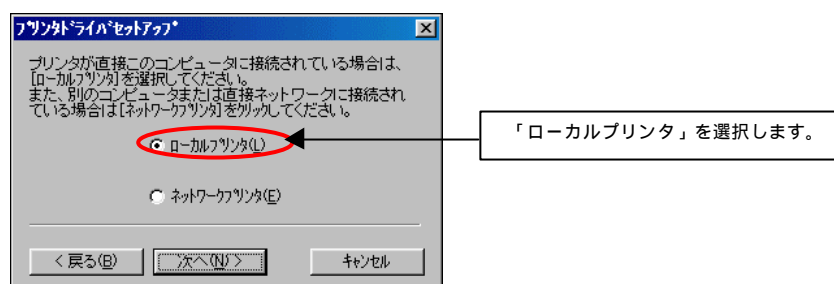 ﾌﾟﾘﾝﾀﾄﾞﾗｲﾊﾞｾｯﾄｱｯﾌﾟ
プリンタが直接このコンピュータに接続されている場合は、
[ﾛｰｶﾙﾌﾟﾘﾝﾀ]を選択してください。
また、別のコンピュータまたは直接ネットワークに接続され
ている場合は[ﾈｯﾄﾜｰｸﾌﾟﾘﾝﾀ]をｸﾘｯｸしてください。
ﾛｰｶﾙﾌﾟﾘﾝﾀ(L)
「ローカルプリンタ」を選択します。
ﾈｯﾄﾜｰｸﾌﾟﾘﾝﾀ(E)
< 戻る(B) 次へ(N) > ｷｬﾝｾﾙ